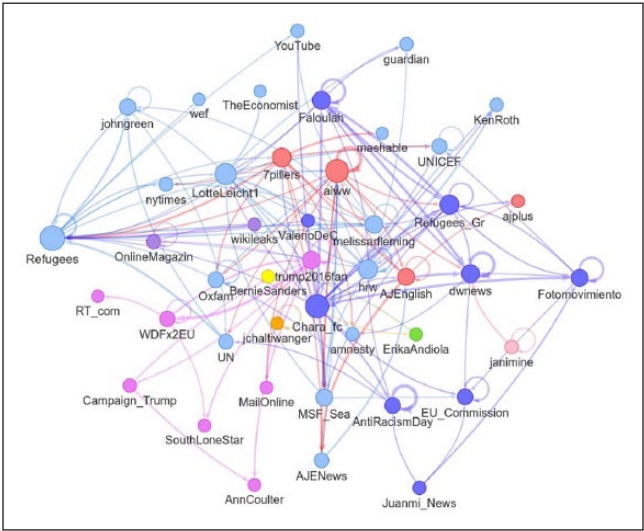 YouTube
guardian
TheEconomist
wef
johngreen
Faloulah
KenRoth
mashable
UNICEF
7pillers
aiww
LotteLeicht1
nytimes
ajplus
Refugees_Gr
wikileaks
ValerioDeC
melissarfleming
Refugees
OnlineMagazin
trump2016fan
hrw
AJEnglish
dwnews
Fotomovimiento
Oxfam
BernieSanders
RT_com
WDFx2EU
Chara_fc
jchaltiwanger
UN
amnesty
ErikaAndiola
janimine
Campaign_Trump
MailOnline
MSF_Sea
AntiRacismDay
EU_Commission
SouthLoneStar
AJENews
AnnCoulter
Juanmi_News